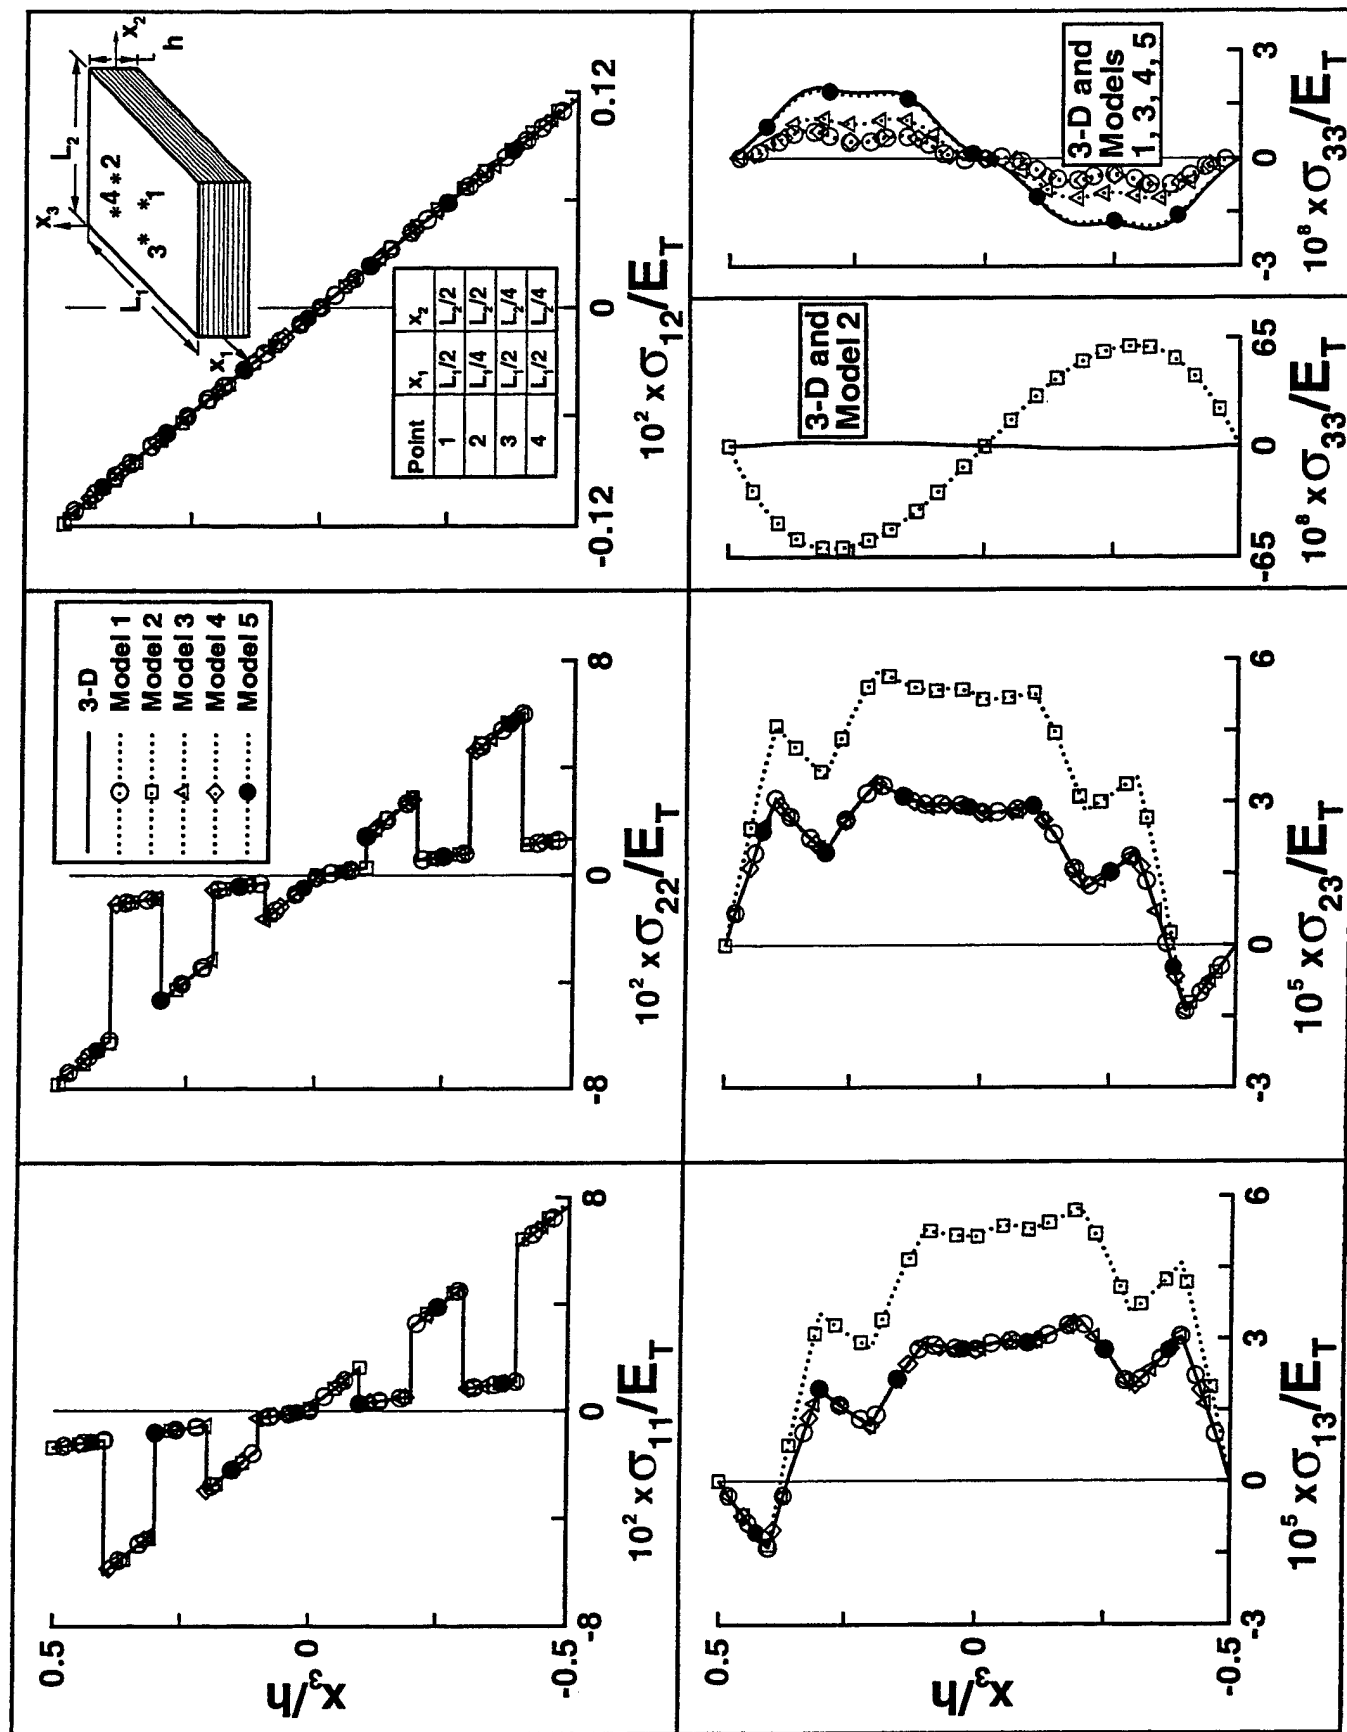 0.5
0
-0.5
x₃/h
-8
0
8
10² x σ₁₁/E_T
3-D
Model 1
Model 2
Model 3
Model 4
Model 5
-8
0
8
10² x σ₂₂/E_T
x₃
L₂
x₂
h
L₁
x₁
*4 *2
3* *1
Point x₁ x₂
1 L₁/2 L₂/2
2 L₁/4 L₂/2
3 L₁/2 L₂/4
4 L₁/2 L₂/4
-0.12
0
0.12
10² x σ₁₂/E_T
0.5
0
-0.5
x₃/h
-3
0
3
6
10⁵ x σ₁₃/E_T
-3
0
3
6
10⁵ x σ₂₃/E_T
3-D and
Model 2
-65
0
65
10⁸ x σ₃₃/E_T
3-D and
Models
1, 3, 4, 5
-3
0
3
10⁸ x σ₃₃/E_T